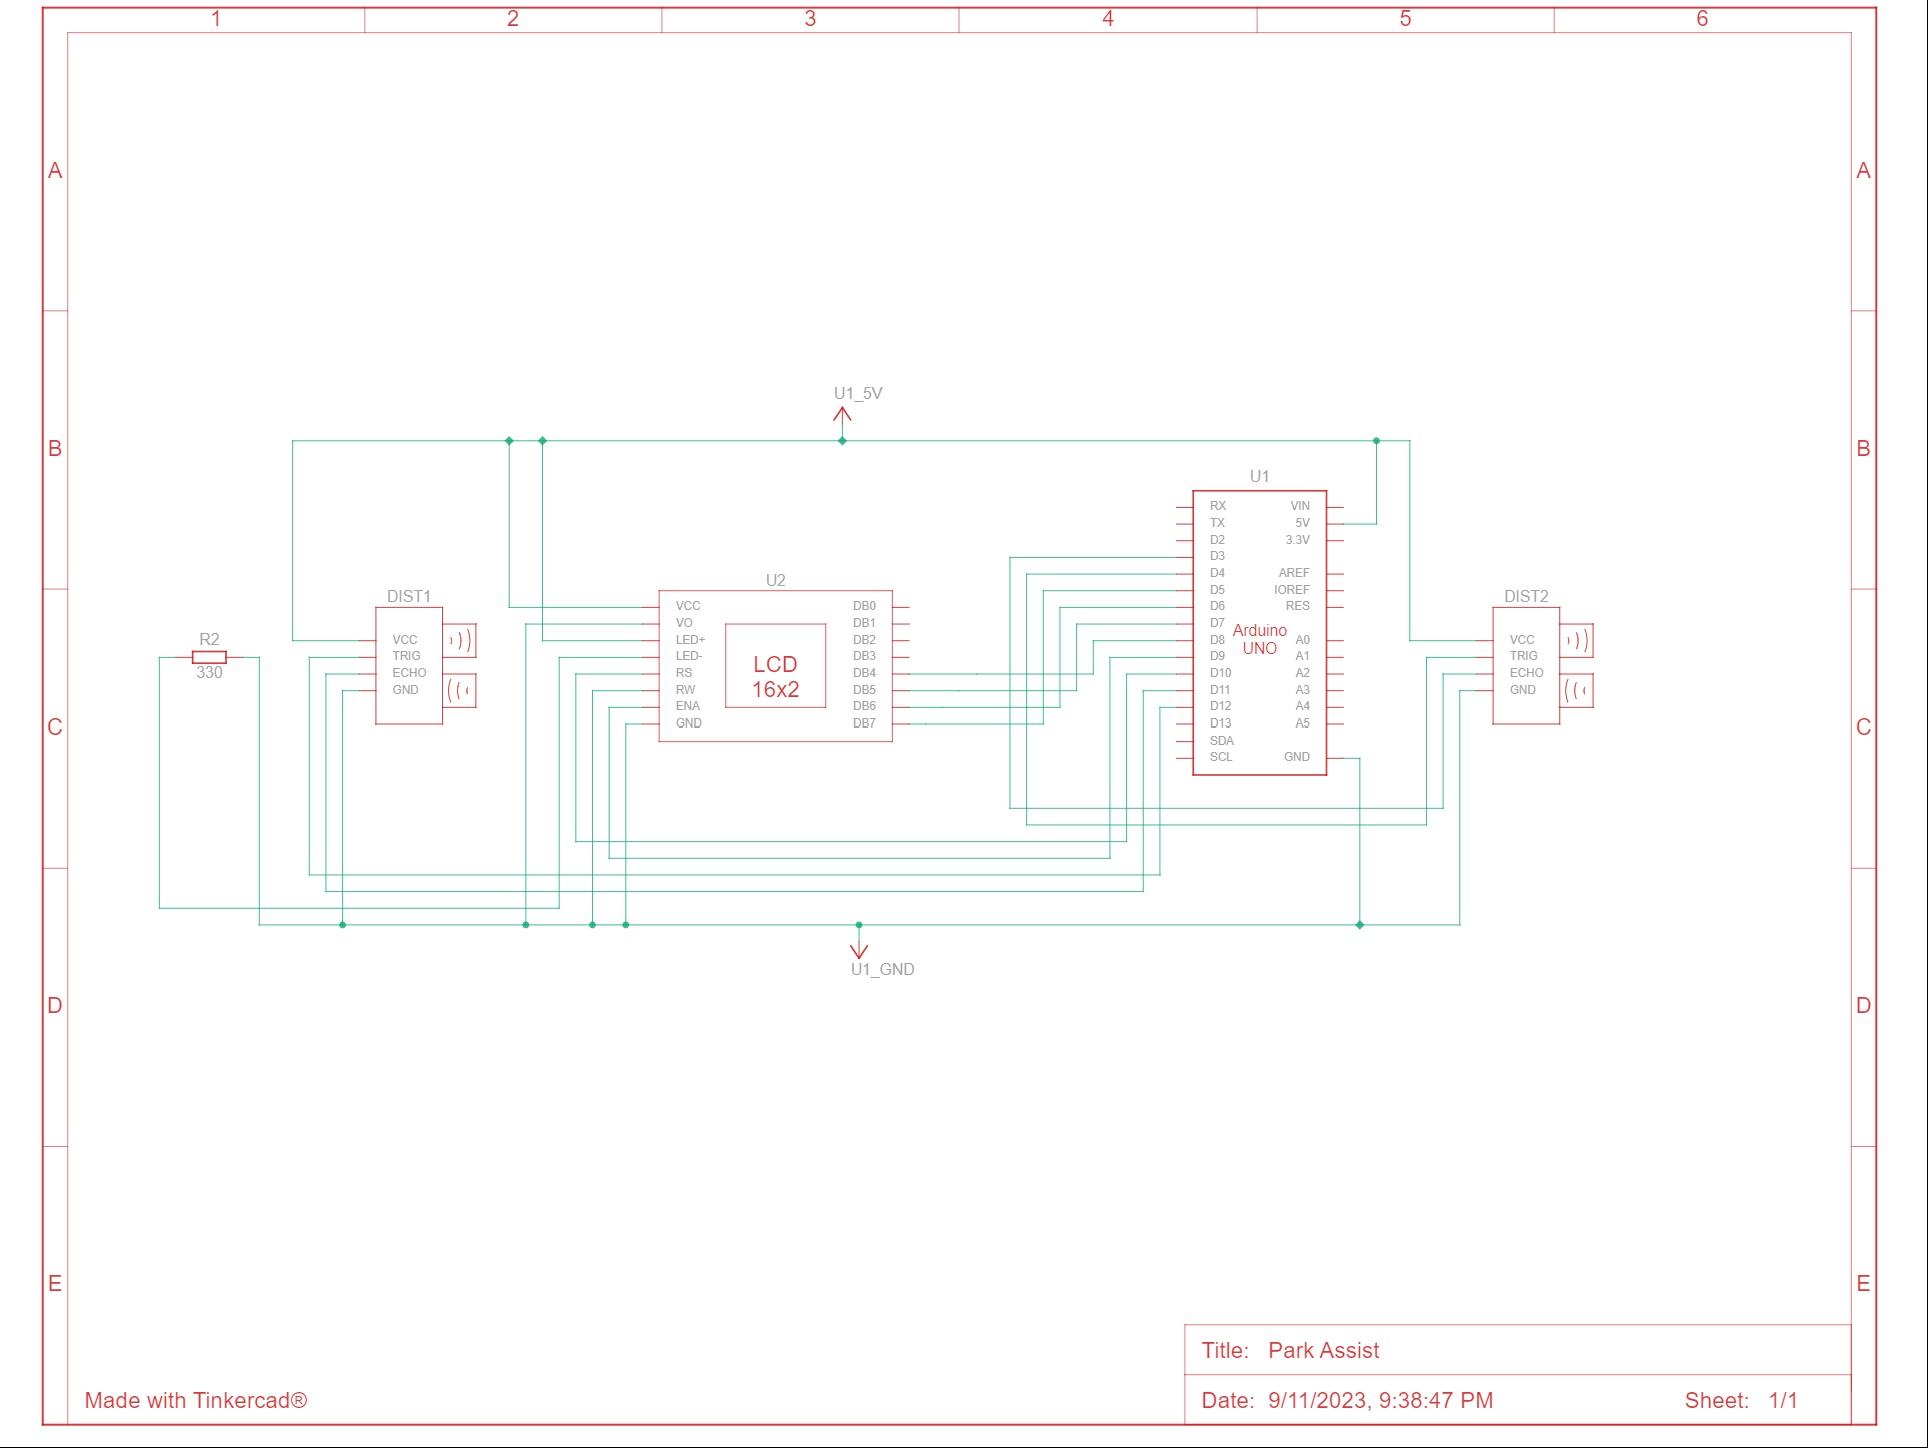 1 2 3 4 5 6
A A
B B
C C
D D
E E
U1_5V
U1
RX VIN
TX 5V
D2 3.3V
D3
D4 AREF
D5 IOREF
D6 RES
D7
D8 A0
D9 A1
D10 A2
D11 A3
D12 A4
D13 A5
SDA
SCL GND
Arduino
UNO
U2
VCC DB0
VO DB1
LED+ DB2
LED- DB3
RS DB4
RW DB5
ENA DB6
GND DB7
LCD
16x2
DIST1
VCC
TRIG
ECHO
GND
R2
330
DIST2
VCC
TRIG
ECHO
GND
U1_GND
Title: Park Assist
Made with Tinkercad®
Date: 9/11/2023, 9:38:47 PM Sheet: 1/1